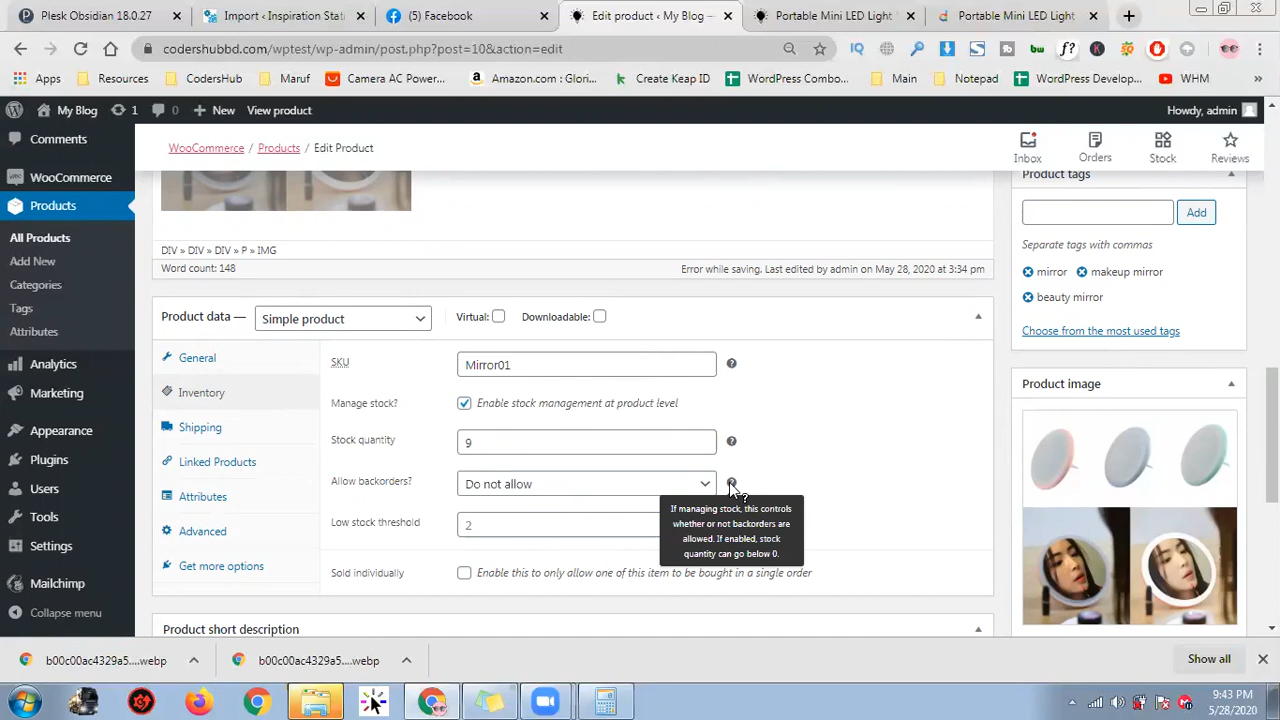 Plesk Obsidian 18.0.27
Import ‹ Inspiration Stati
(5) Facebook
Edit product ‹ My Blog —
Portable Mini LED Light
Portable Mini LED Light
codershubbd.com/wptest/wp-admin/post.php?post=10&action=edit
Apps
Resources
CodersHub
Maruf
Camera AC Powe...
Amazon.com : Glori...
Create Keap ID
WordPress Combo...
Main
Notepad
WordPress Develop...
WHM
My Blog
1
0
New
View product
Howdy, admin
Comments
WooCommerce
Products
All Products
Add New
Categories
Tags
Attributes
Analytics
Marketing
Appearance
Plugins
Users
Tools
Settings
Mailchimp
Collapse menu
WooCommerce / Products / Edit Product
Inbox
Orders
Stock
Reviews
DIV » DIV » DIV » P » IMG
Word count: 148
Error while saving. Last edited by admin on May 28, 2020 at 3:34 pm
Product data —
Simple product
Virtual:
Downloadable:
General
Inventory
Shipping
Linked Products
Attributes
Advanced
Get more options
SKU
Mirror01
Manage stock?
Enable stock management at product level
Stock quantity
9
Allow backorders?
Do not allow
If managing stock, this controls
whether or not backorders are
allowed. If enabled, stock
quantity can go below 0.
Low stock threshold
2
Sold individually
Enable this to only allow one of this item to be bought in a single order
Product short description
Product tags
Add
Separate tags with commas
mirror
makeup mirror
beauty mirror
Choose from the most used tags
Product image
b00c00ac4329a5....webp
b00c00ac4329a5....webp
Show all
9:43 PM
5/28/2020